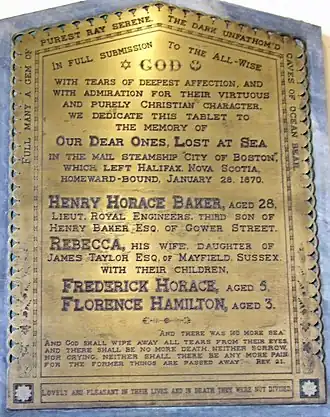 Full many a gem of purest ray serene, The dark unfathom'd caves of ocean bear.
In full submission to the All-Wise
GOD
with tears of deepest affection, and
with admiration for their virtuous
and purely Christian character,
we dedicate this tablet to
the memory of
Our Dear Ones, Lost at Sea
in the mail steamship "City of Boston",
which left Halifax, Nova Scotia,
homeward-bound, January 28, 1870.
Henry Horace Baker, aged 28,
Lieut. Royal Engineers, third son of
Henry Baker Esq. of Gower Street.
Rebecca, his wife, daughter of
James Taylor Esq. of Mayfield, Sussex,
with their children,
Frederick Horace, aged 5,
Florence Hamilton, aged 3.
"And there was no more sea"
And God shall wipe away all tears from their eyes
and there shall be no more death, neither sorrow,
nor crying, neither shall there be any more pain:
for the former things are passed away" Rev. 21.
Lovely and pleasant in their lives and in death they were not divided.